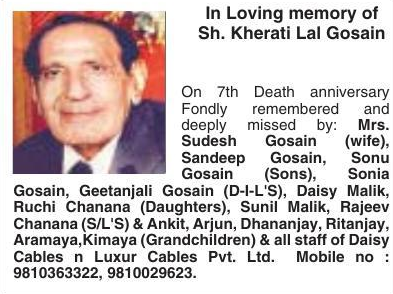 In Loving memory of
Sh. Kherati Lal Gosain
On 7th Death anniversary
Fondly remembered and
deeply missed by: Mrs.
Sudesh Gosain (wife),
Sandeep Gosain, Sonu
Gosain (Sons), Sonia
Gosain, Geetanjali Gosain (D-I-L'S), Daisy Malik,
Ruchi Chanana (Daughters), Sunil Malik, Rajeev
Chanana (S/L'S) & Ankit, Arjun, Dhananjay, Ritanjay,
Aramaya,Kimaya (Grandchildren) & all staff of Daisy
Cables n Luxur Cables Pvt. Ltd. Mobile no :
9810363322, 9810029623.